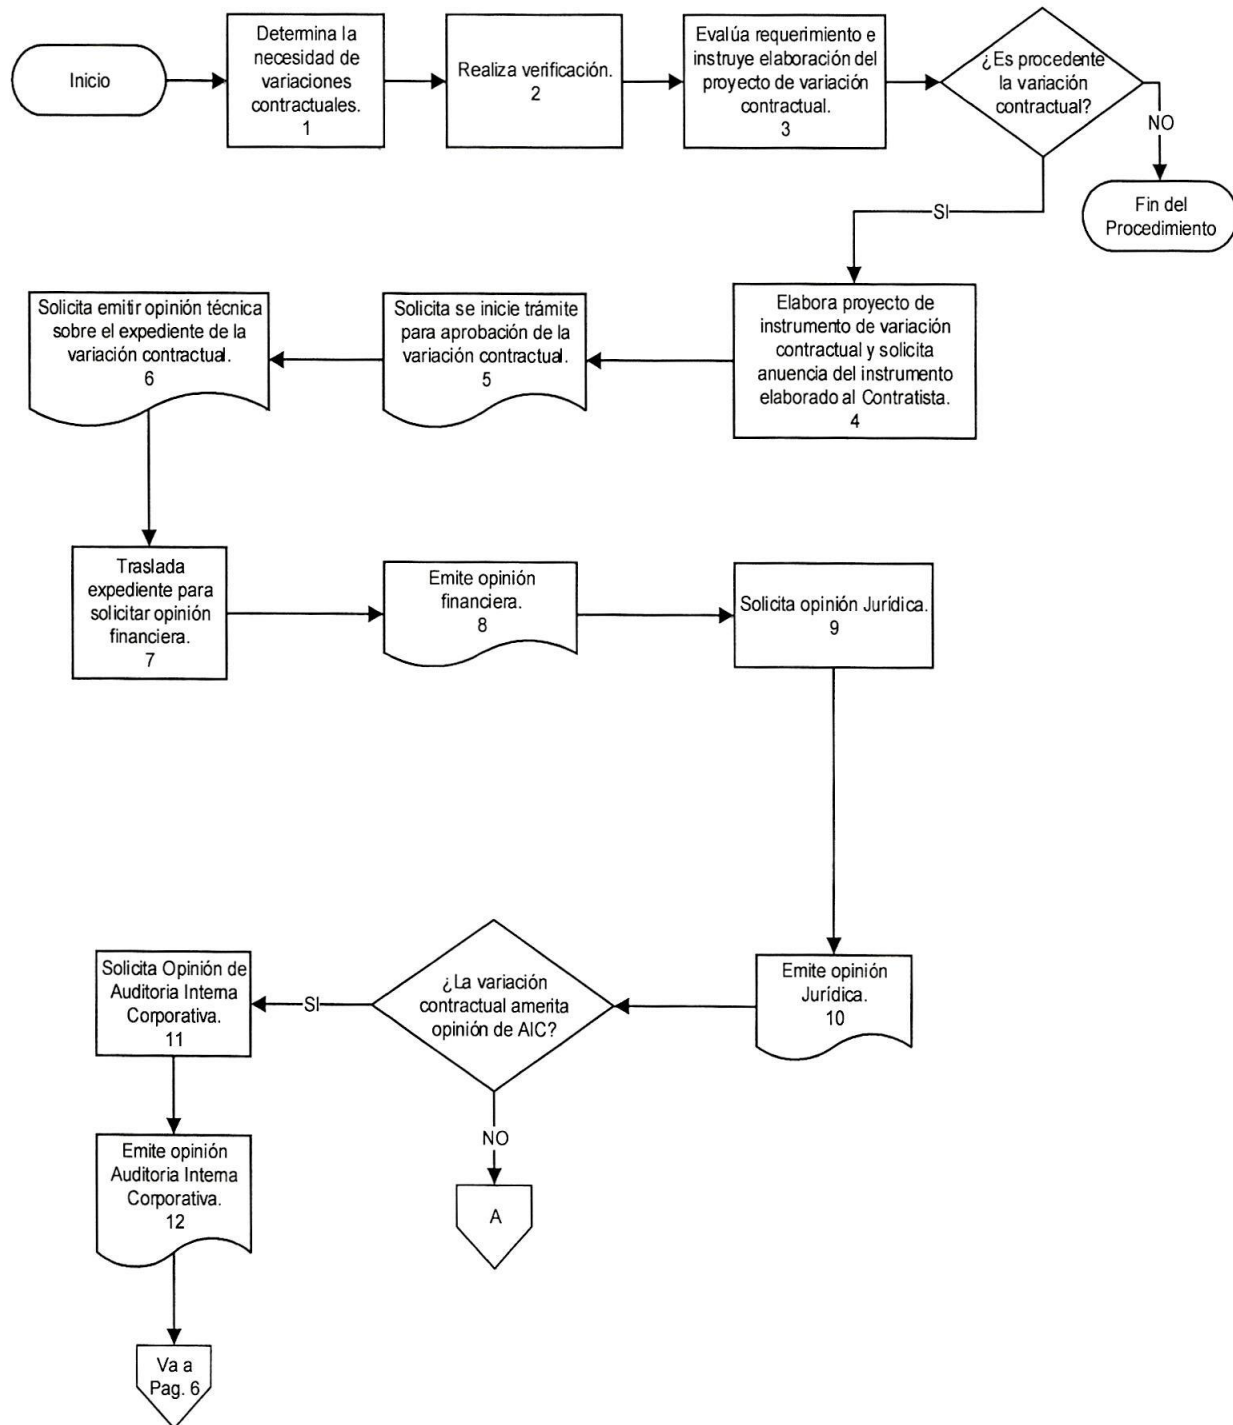 Inicio
Determina la
necesidad de
variaciones
contractuales.
1
Realiza verificación.
2
Evalúa requerimiento e
instruye elaboración del
proyecto de variación
contractual.
3
¿Es procedente
la variación
contractual?
NO
Fin del
Procedimiento
SI
Elabora proyecto de
instrumento de variación
contractual y solicita
anuencia del instrumento
elaborado al Contratista.
4
Solicita se inicie trámite
para aprobación de la
variación contractual.
5
Solicita emitir opinión técnica
sobre el expediente de la
variación contractual.
6
Traslada
expediente para
solicitar opinión
financiera.
7
Emite opinión
financiera.
8
Solicita opinión Jurídica.
9
Emite opinión
Jurídica.
10
¿La variación
contractual amerita
opinión de AIC?
SI
Solicita Opinión de
Auditoria Interna
Corporativa.
11
NO
A
Emite opinión
Auditoria Interna
Corporativa.
12
Va a
Pag. 6